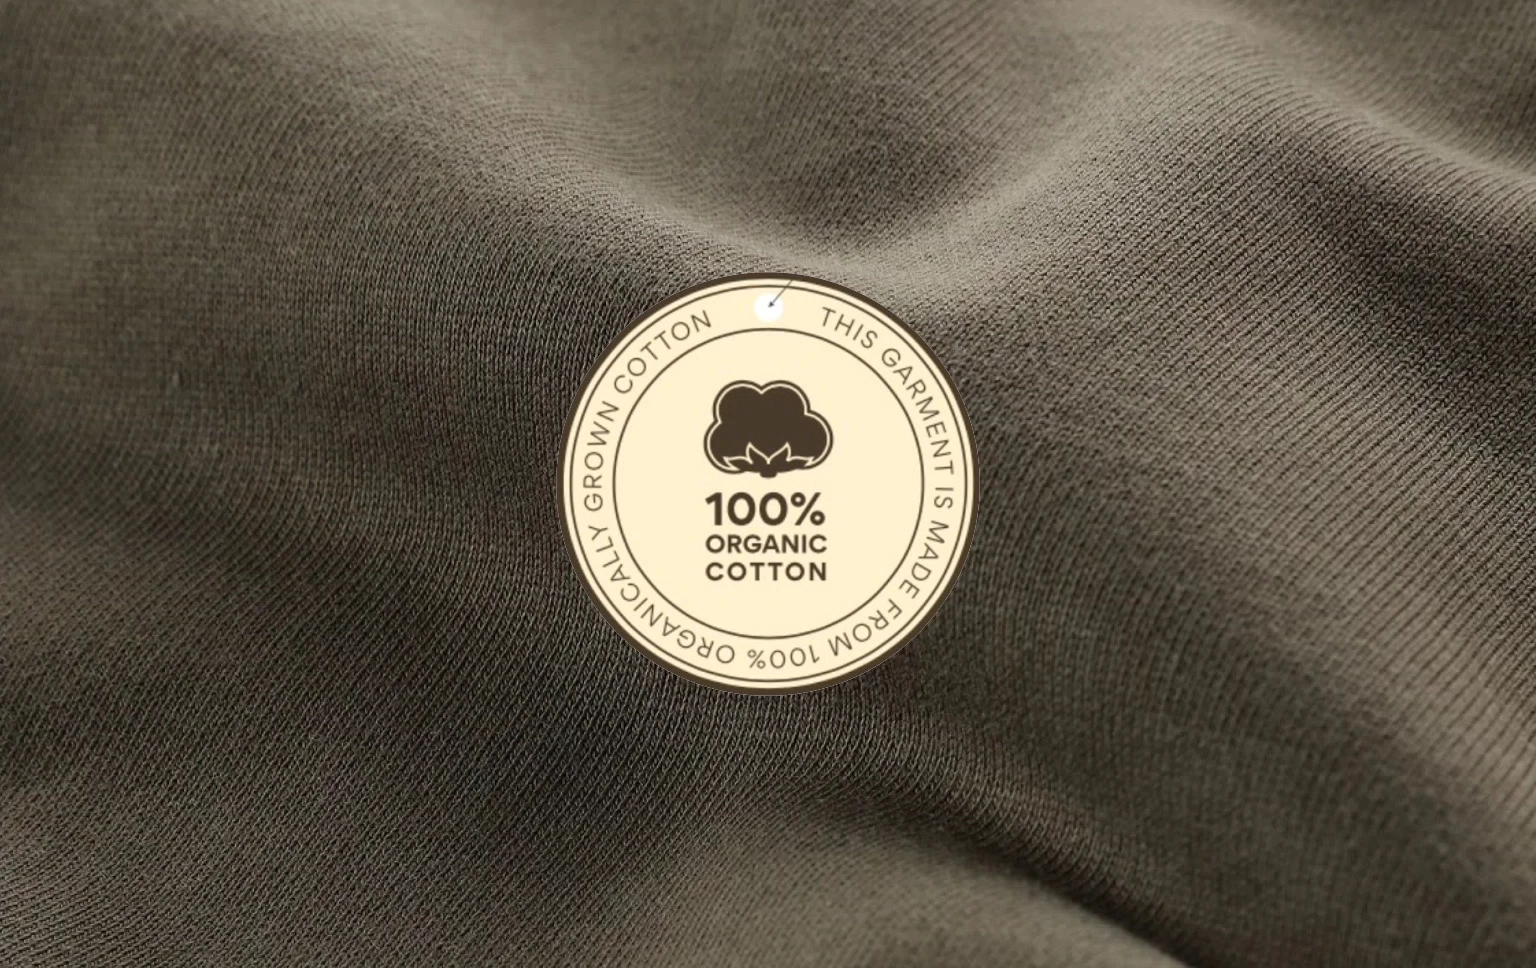 THIS GARMENT IS MADE FROM 100% ORGANICALLY GROWN COTTON
100%
ORGANIC
COTTON